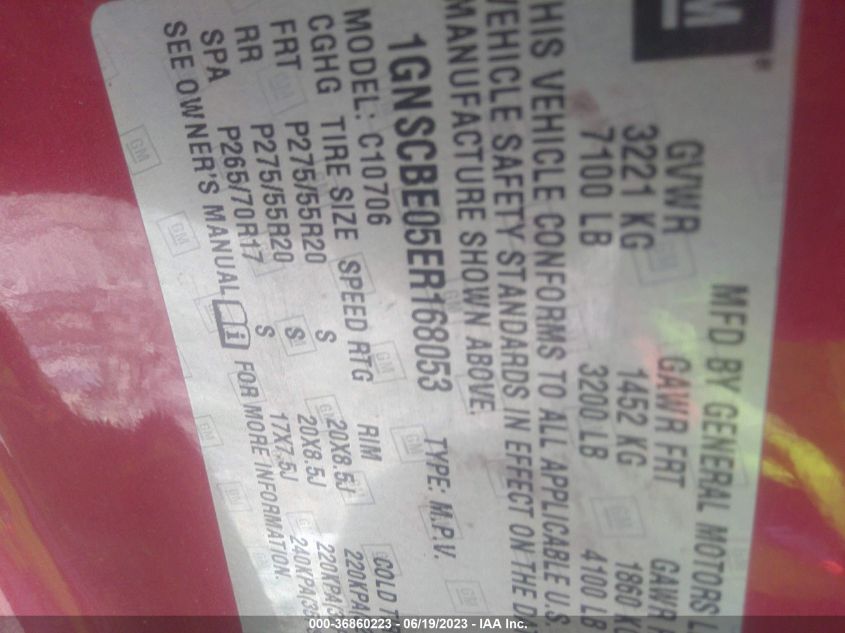 GM
MFD BY GENERAL MOTORS
GVWR GAWR FRT GAWR
3221 KG 1452 KG 1860
7100 LB 3200 LB 4100 LB
THIS VEHICLE CONFORMS TO ALL APPLICABLE U.S.
VEHICLE SAFETY STANDARDS IN EFFECT ON THE
MANUFACTURE SHOWN ABOVE.
1GNSCBE05ER168053 TYPE: M.P.V.
MODEL: C10706
CGHG TIRE SIZE SPEED RTG RIM COLD
FRT P275/55R20 S 20X8.5J 220KPA
RR P275/55R20 S 20X8.5J 220KPA
SPA P265/70R17 S 17X7.5J 240KPA
SEE OWNER'S MANUAL i FOR MORE INFORMATION.
000-36860223 / 06/19/2023 - IAA Inc.